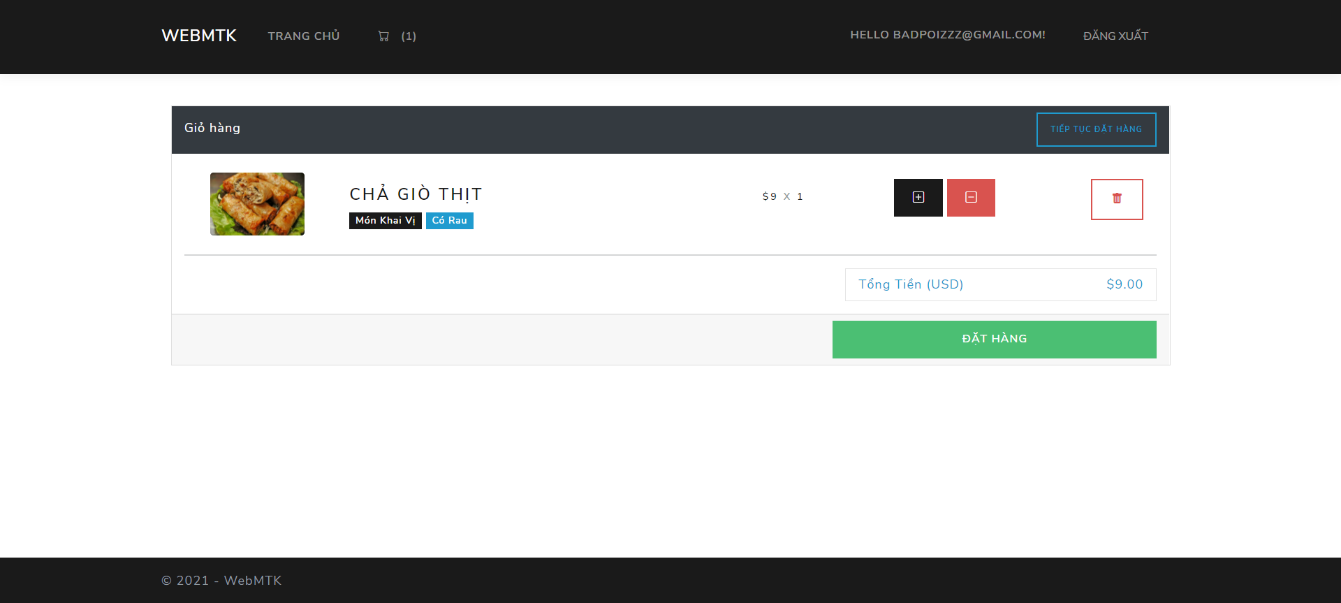 WEBMTK TRANG CHỦ (1) HELLO BADPOIZZZ@GMAIL.COM! ĐĂNG XUẤT
Giỏ hàng TIẾP TỤC ĐẶT HÀNG
CHẢ GIÒ THỊT $9 X 1
Món Khai Vị Có Rau
Tổng Tiền (USD) $9.00
ĐẶT HÀNG
© 2021 - WebMTK